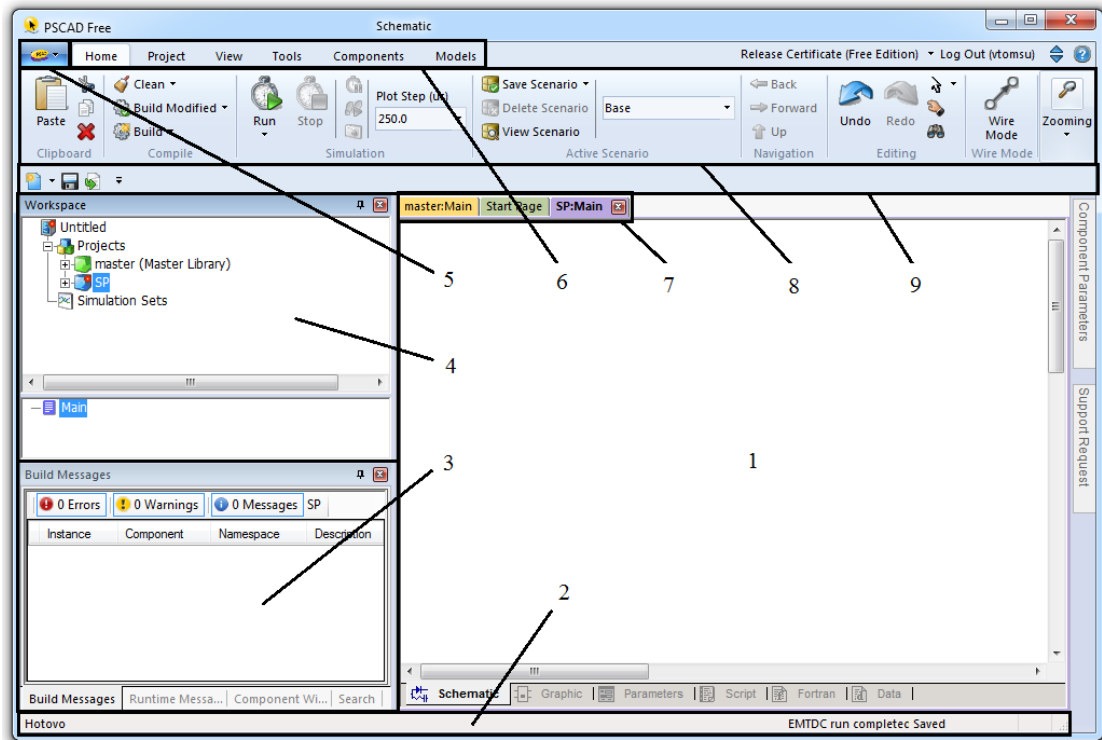 PSCAD Free Schematic
Home Project View Tools Components Models Release Certificate (Free Edition) Log Out (vtomsu)
Paste Clean Build Modified Build Run Stop Plot Step (us) 250.0 Save Scenario Delete Scenario View Scenario Base Back Forward Up Undo Redo Wire Mode Zooming
Clipboard Compile Simulation Active Scenario Navigation Editing Wire Mode
Workspace master:Main Start Page SP:Main
Untitled
Projects
master (Master Library)
SP
Simulation Sets
5 6 7 8 9
4
Main
Build Messages
3 1
0 Errors 0 Warnings 0 Messages SP
Instance Component Namespace Description
2
Schematic Graphic Parameters Script Fortran Data
Build Messages Runtime Messa... Component Wi... Search
Hotovo EMTDC run completec Saved
Component Parameters
Support Request